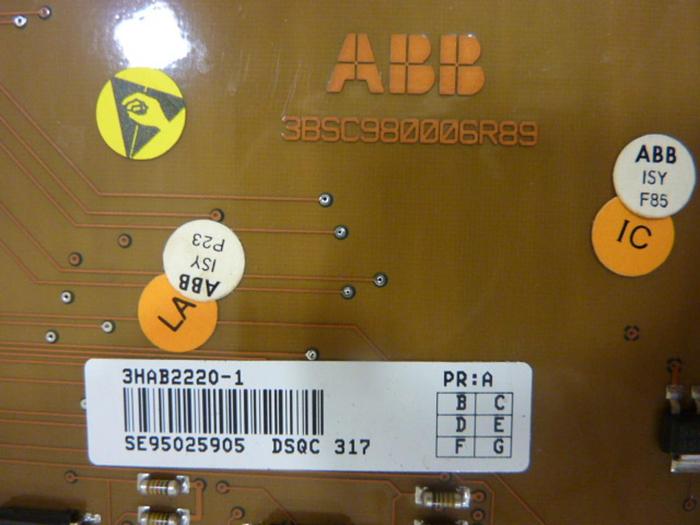 ABB
3BSC980006R89
ABB
ISY
F85
IC
ABB
ISY
P23
LA
3HAB2220-1
PR:A
B C
D E
F G
SE95025905 DSQC 317